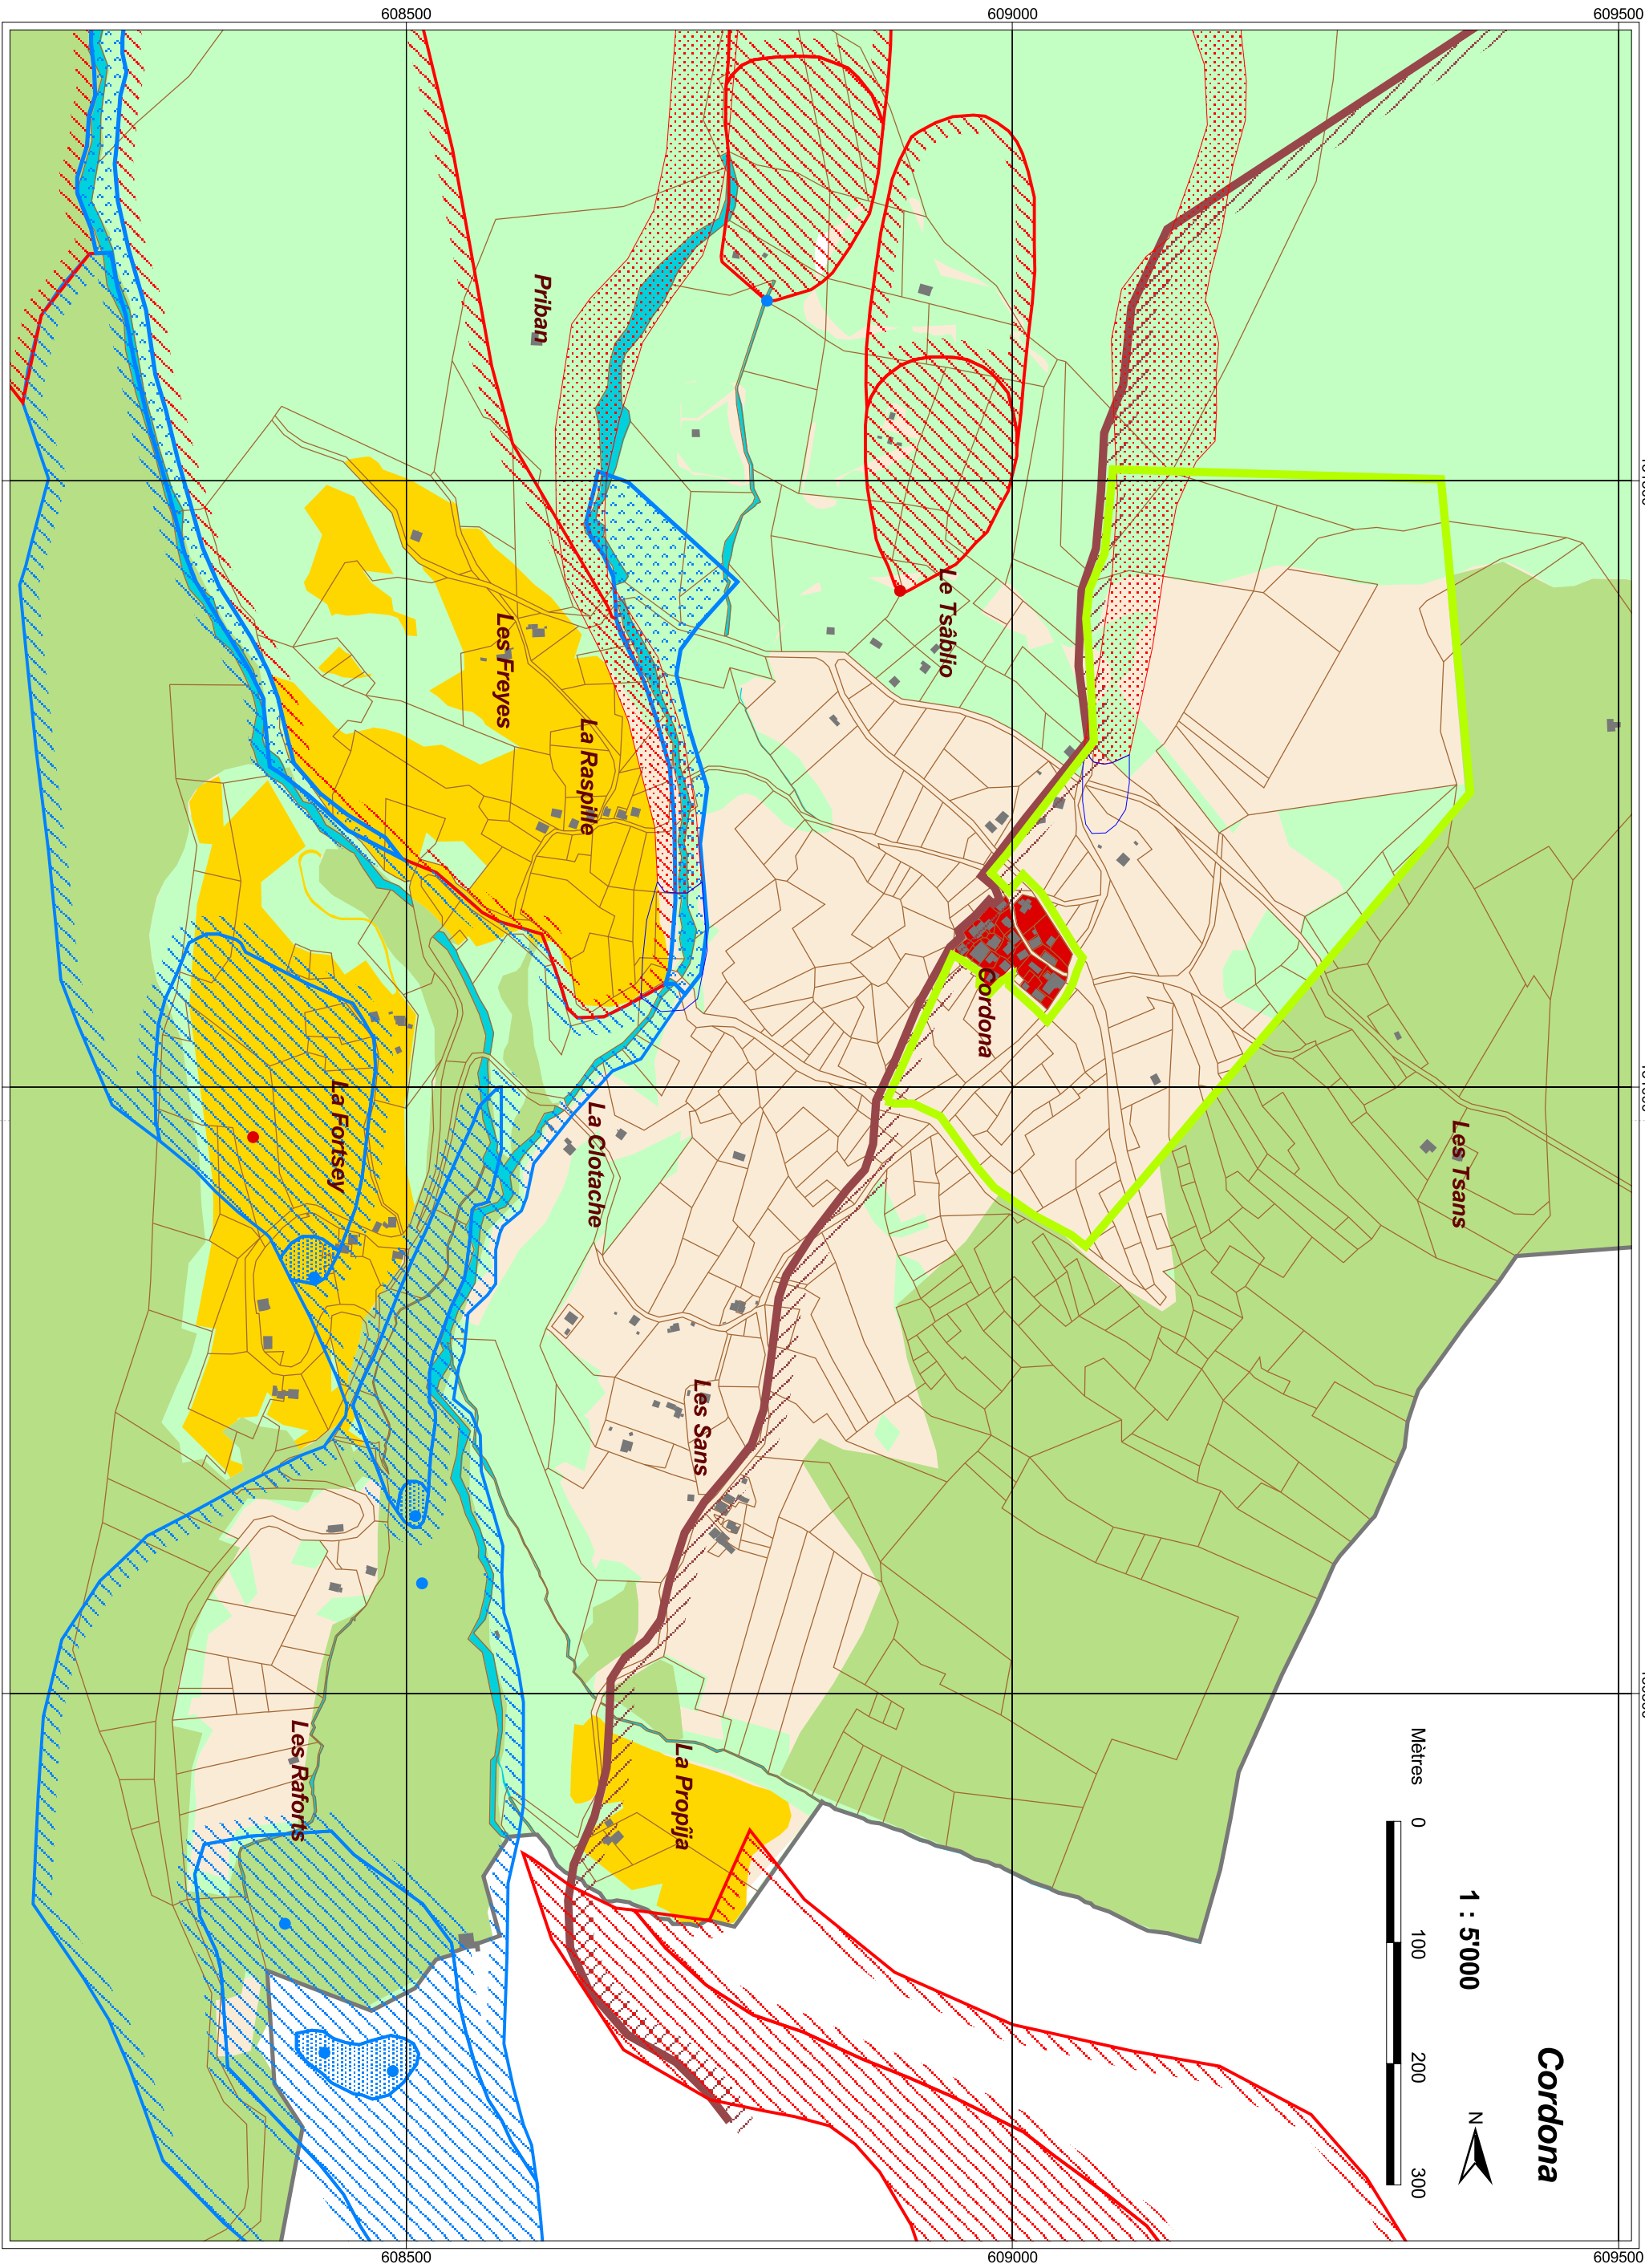 608500
609000
609500
Priban
Le Tsâblio
Les Freyes
La Raspille
Cordona
La Fortsey
La Clotache
Les Tsans
Les Sans
Les Raforts
La Propîja
Mètres
0
100
200
300
1 : 5'000
N
Cordona
608500
609000
609500